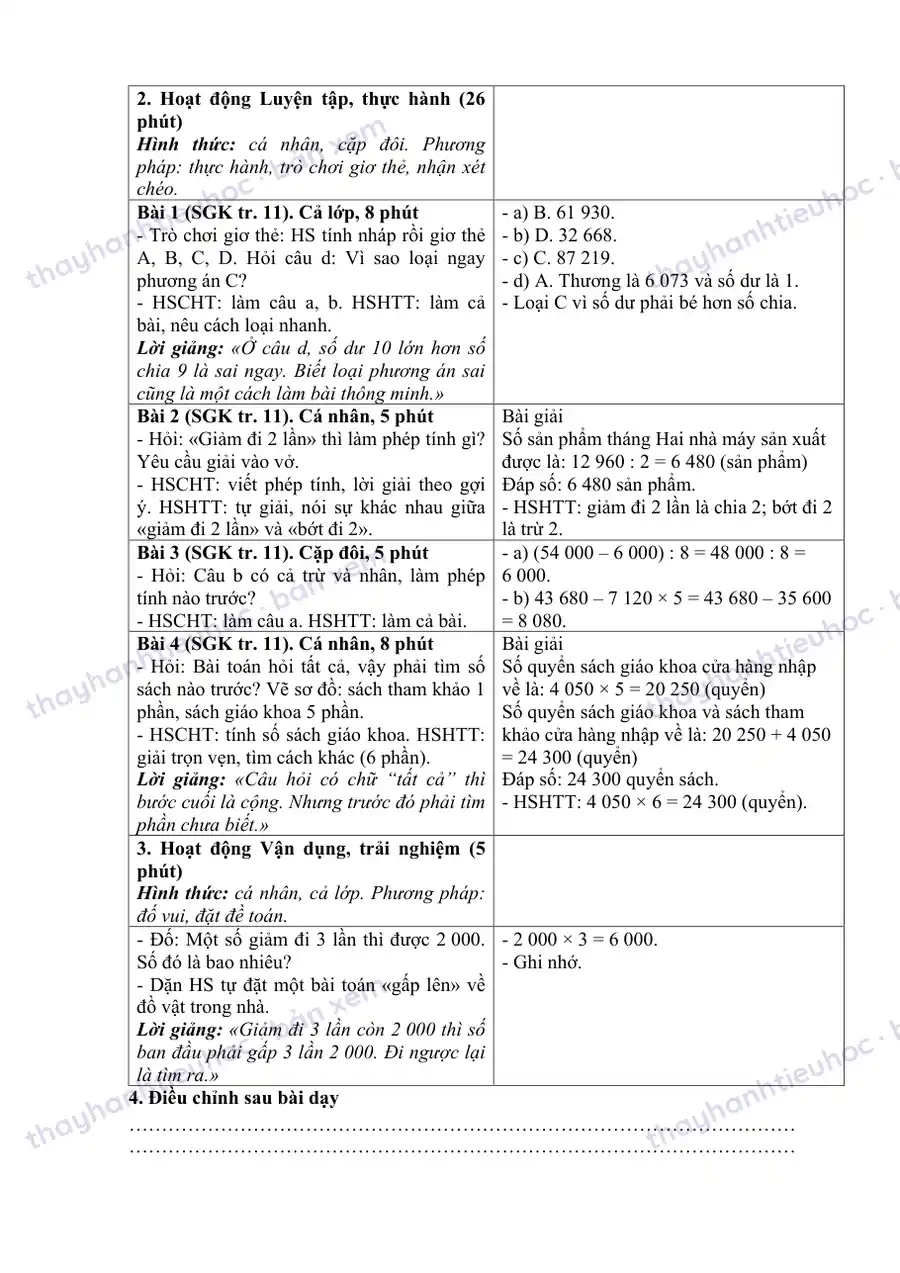 2. Hoạt động Luyện tập, thực hành (26
phút)
Hình thức: cá nhân, cặp đôi. Phương
pháp: thực hành, trò chơi giơ thẻ, nhận xét
chéo.
Bài 1 (SGK tr. 11). Cả lớp, 8 phút
- Trò chơi giơ thẻ: HS tính nháp rồi giơ thẻ
A, B, C, D. Hỏi câu d: Vì sao loại ngay
phương án C?
- HSCHT: làm câu a, b. HSHTT: làm cả
bài, nêu cách loại nhanh.
Lời giảng: «Ở câu d, số dư 10 lớn hơn số
chia 9 là sai ngay. Biết loại phương án sai
cũng là một cách làm bài thông minh.»
- a) B. 61 930.
- b) D. 32 668.
- c) C. 87 219.
- d) A. Thương là 6 073 và số dư là 1.
- Loại C vì số dư phải bé hơn số chia.
Bài 2 (SGK tr. 11). Cá nhân, 5 phút
- Hỏi: «Giảm đi 2 lần» thì làm phép tính gì?
Yêu cầu giải vào vở.
- HSCHT: viết phép tính, lời giải theo gợi
ý. HSHTT: tự giải, nói sự khác nhau giữa
«giảm đi 2 lần» và «bớt đi 2».
Bài giải
Số sản phẩm tháng Hai nhà máy sản xuất
được là: 12 960 : 2 = 6 480 (sản phẩm)
Đáp số: 6 480 sản phẩm.
- HSHTT: giảm đi 2 lần là chia 2; bớt đi 2
là trừ 2.
Bài 3 (SGK tr. 11). Cặp đôi, 5 phút
- Hỏi: Câu b có cả trừ và nhân, làm phép
tính nào trước?
- HSCHT: làm câu a. HSHTT: làm cả bài.
- a) (54 000 – 6 000) : 8 = 48 000 : 8 =
6 000.
- b) 43 680 – 7 120 × 5 = 43 680 – 35 600
= 8 080.
Bài 4 (SGK tr. 11). Cá nhân, 8 phút
- Hỏi: Bài toán hỏi tất cả, vậy phải tìm số
sách nào trước? Vẽ sơ đồ: sách tham khảo 1
phần, sách giáo khoa 5 phần.
- HSCHT: tính số sách giáo khoa. HSHTT:
giải trọn vẹn, tìm cách khác (6 phần).
Lời giảng: «Câu hỏi có chữ “tất cả” thì
bước cuối là cộng. Nhưng trước đó phải tìm
phần chưa biết.»
Bài giải
Số quyển sách giáo khoa cửa hàng nhập
về là: 4 050 × 5 = 20 250 (quyển)
Số quyển sách giáo khoa và sách tham
khảo cửa hàng nhập về là: 20 250 + 4 050
= 24 300 (quyển)
Đáp số: 24 300 quyển sách.
- HSHTT: 4 050 × 6 = 24 300 (quyển).
3. Hoạt động Vận dụng, trải nghiệm (5
phút)
Hình thức: cá nhân, cả lớp. Phương pháp:
đố vui, đặt đề toán.
- Đố: Một số giảm đi 3 lần thì được 2 000.
Số đó là bao nhiêu?
- Dặn HS tự đặt một bài toán «gấp lên» về
đồ vật trong nhà.
Lời giảng: «Giảm đi 3 lần còn 2 000 thì số
ban đầu phải gấp 3 lần 2 000. Đi ngược lại
là tìm ra.»
- 2 000 × 3 = 6 000.
- Ghi nhớ.
4. Điều chỉnh sau bài dạy
thayhanhtieuhoc · bản xem
thayhanhtieuhoc · b
thayhanhtieuhoc · bản xem
thayhanhtieuhoc · b
thayhanhtieuhoc · bản xem
thayhanhtieuhoc · b